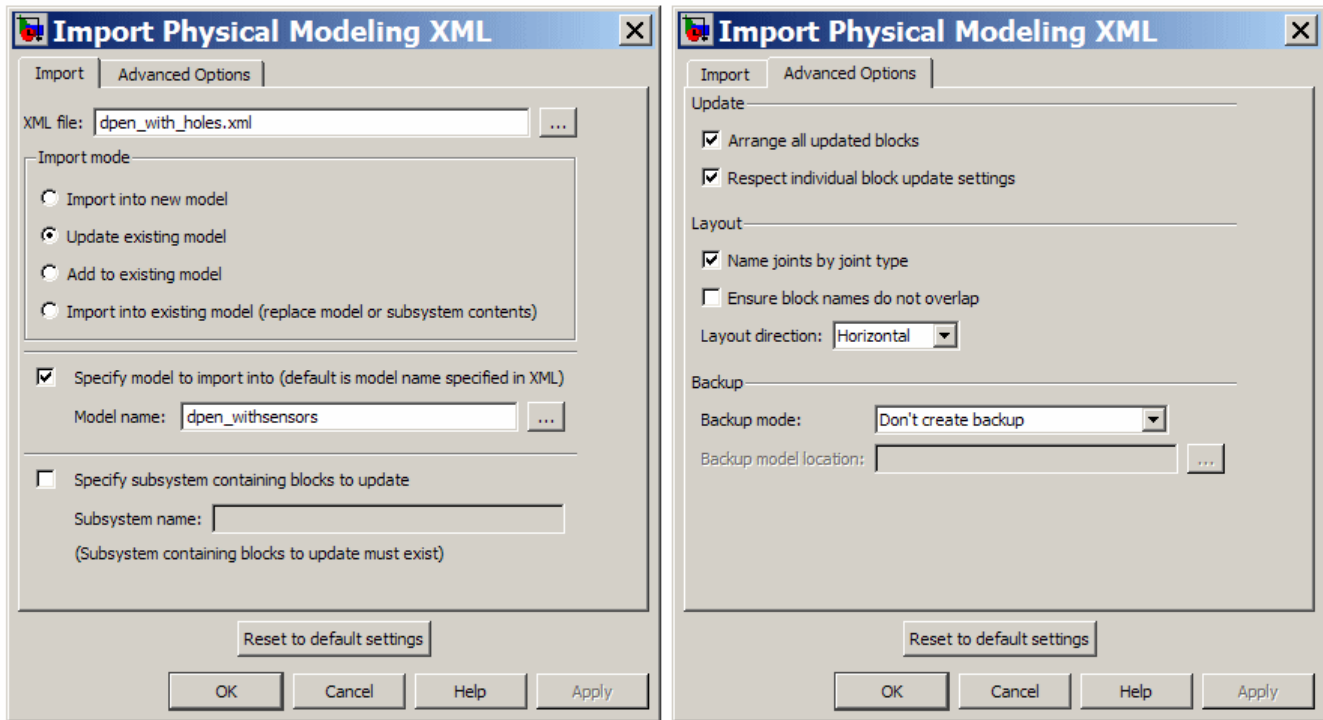 Import Physical Modeling XML
Import
Advanced Options
XML file:
dpen_with_holes.xml
...
Import mode
Import into new model
Update existing model
Add to existing model
Import into existing model (replace model or subsystem contents)
Specify model to import into (default is model name specified in XML)
Model name:
dpen_withsensors
...
Specify subsystem containing blocks to update
Subsystem name:
(Subsystem containing blocks to update must exist)
Reset to default settings
OK
Cancel
Help
Apply
Import Physical Modeling XML
Import
Advanced Options
Update
Arrange all updated blocks
Respect individual block update settings
Layout
Name joints by joint type
Ensure block names do not overlap
Layout direction:
Horizontal
Backup
Backup mode:
Don't create backup
Backup model location:
...
Reset to default settings
OK
Cancel
Help
Apply